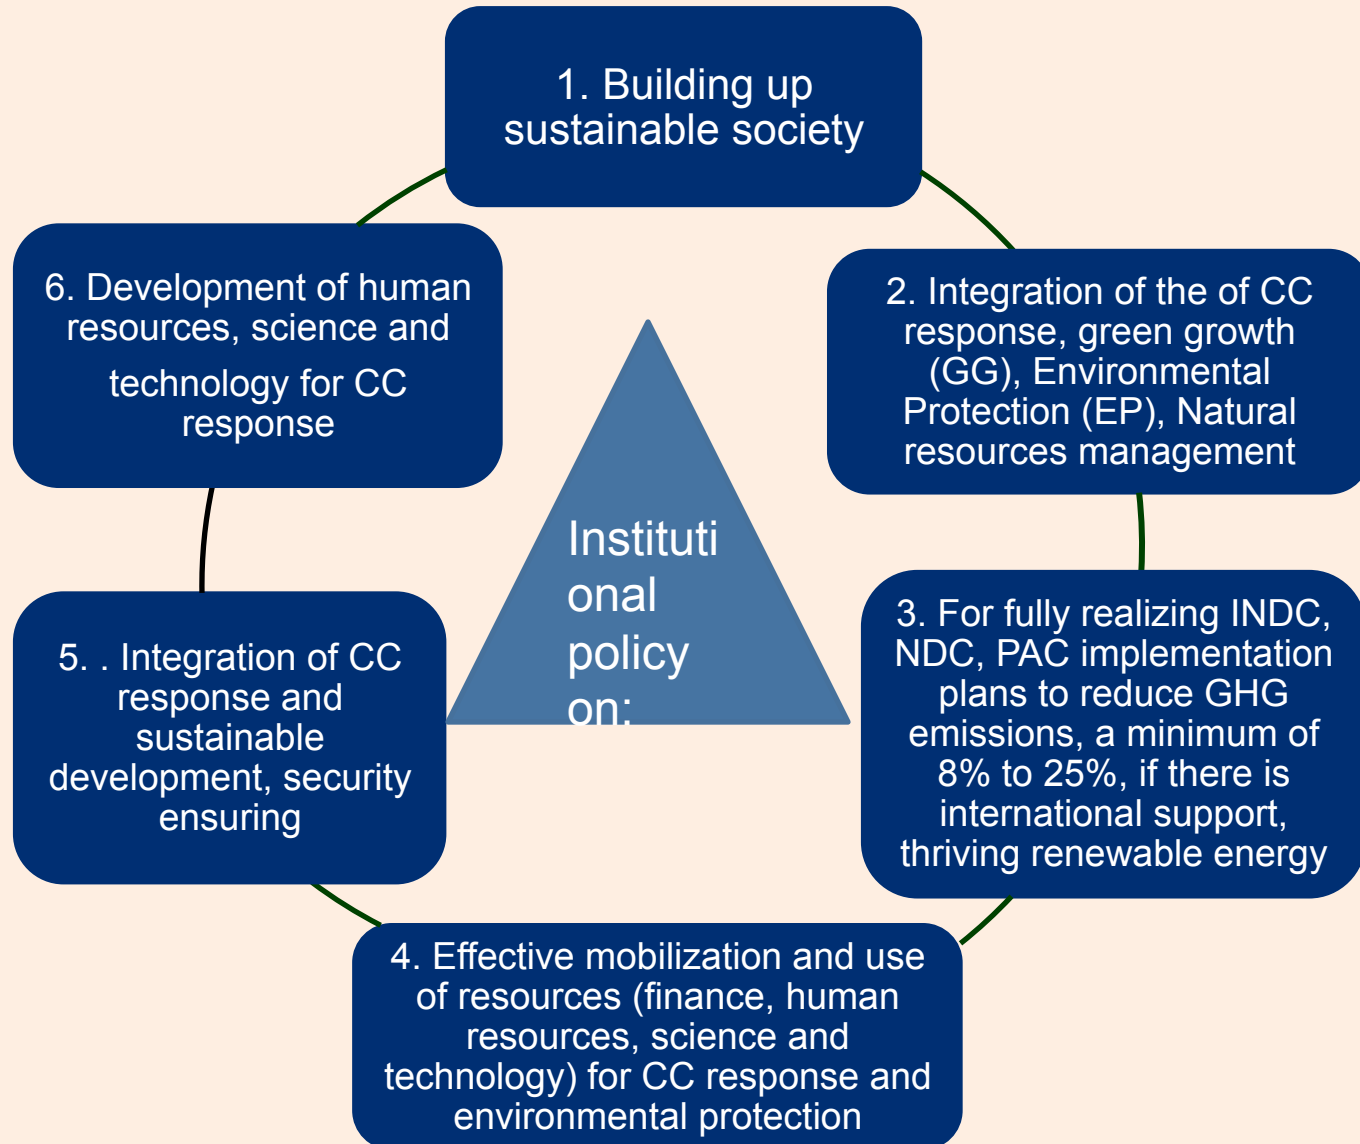 1. Building up
sustainable society
2. Integration of the of CC
response, green growth
(GG), Environmental
Protection (EP), Natural
resources management
3. For fully realizing INDC,
NDC, PAC implementation
plans to reduce GHG
emissions, a minimum of
8% to 25%, if there is
international support,
thriving renewable energy
4. Effective mobilization and use
of resources (finance, human
resources, science and
technology) for CC response and
environmental protection
5. . Integration of CC
response and
sustainable
development, security
ensuring
6. Development of human
resources, science and
technology for CC
response
Instituti
onal
policy
on: